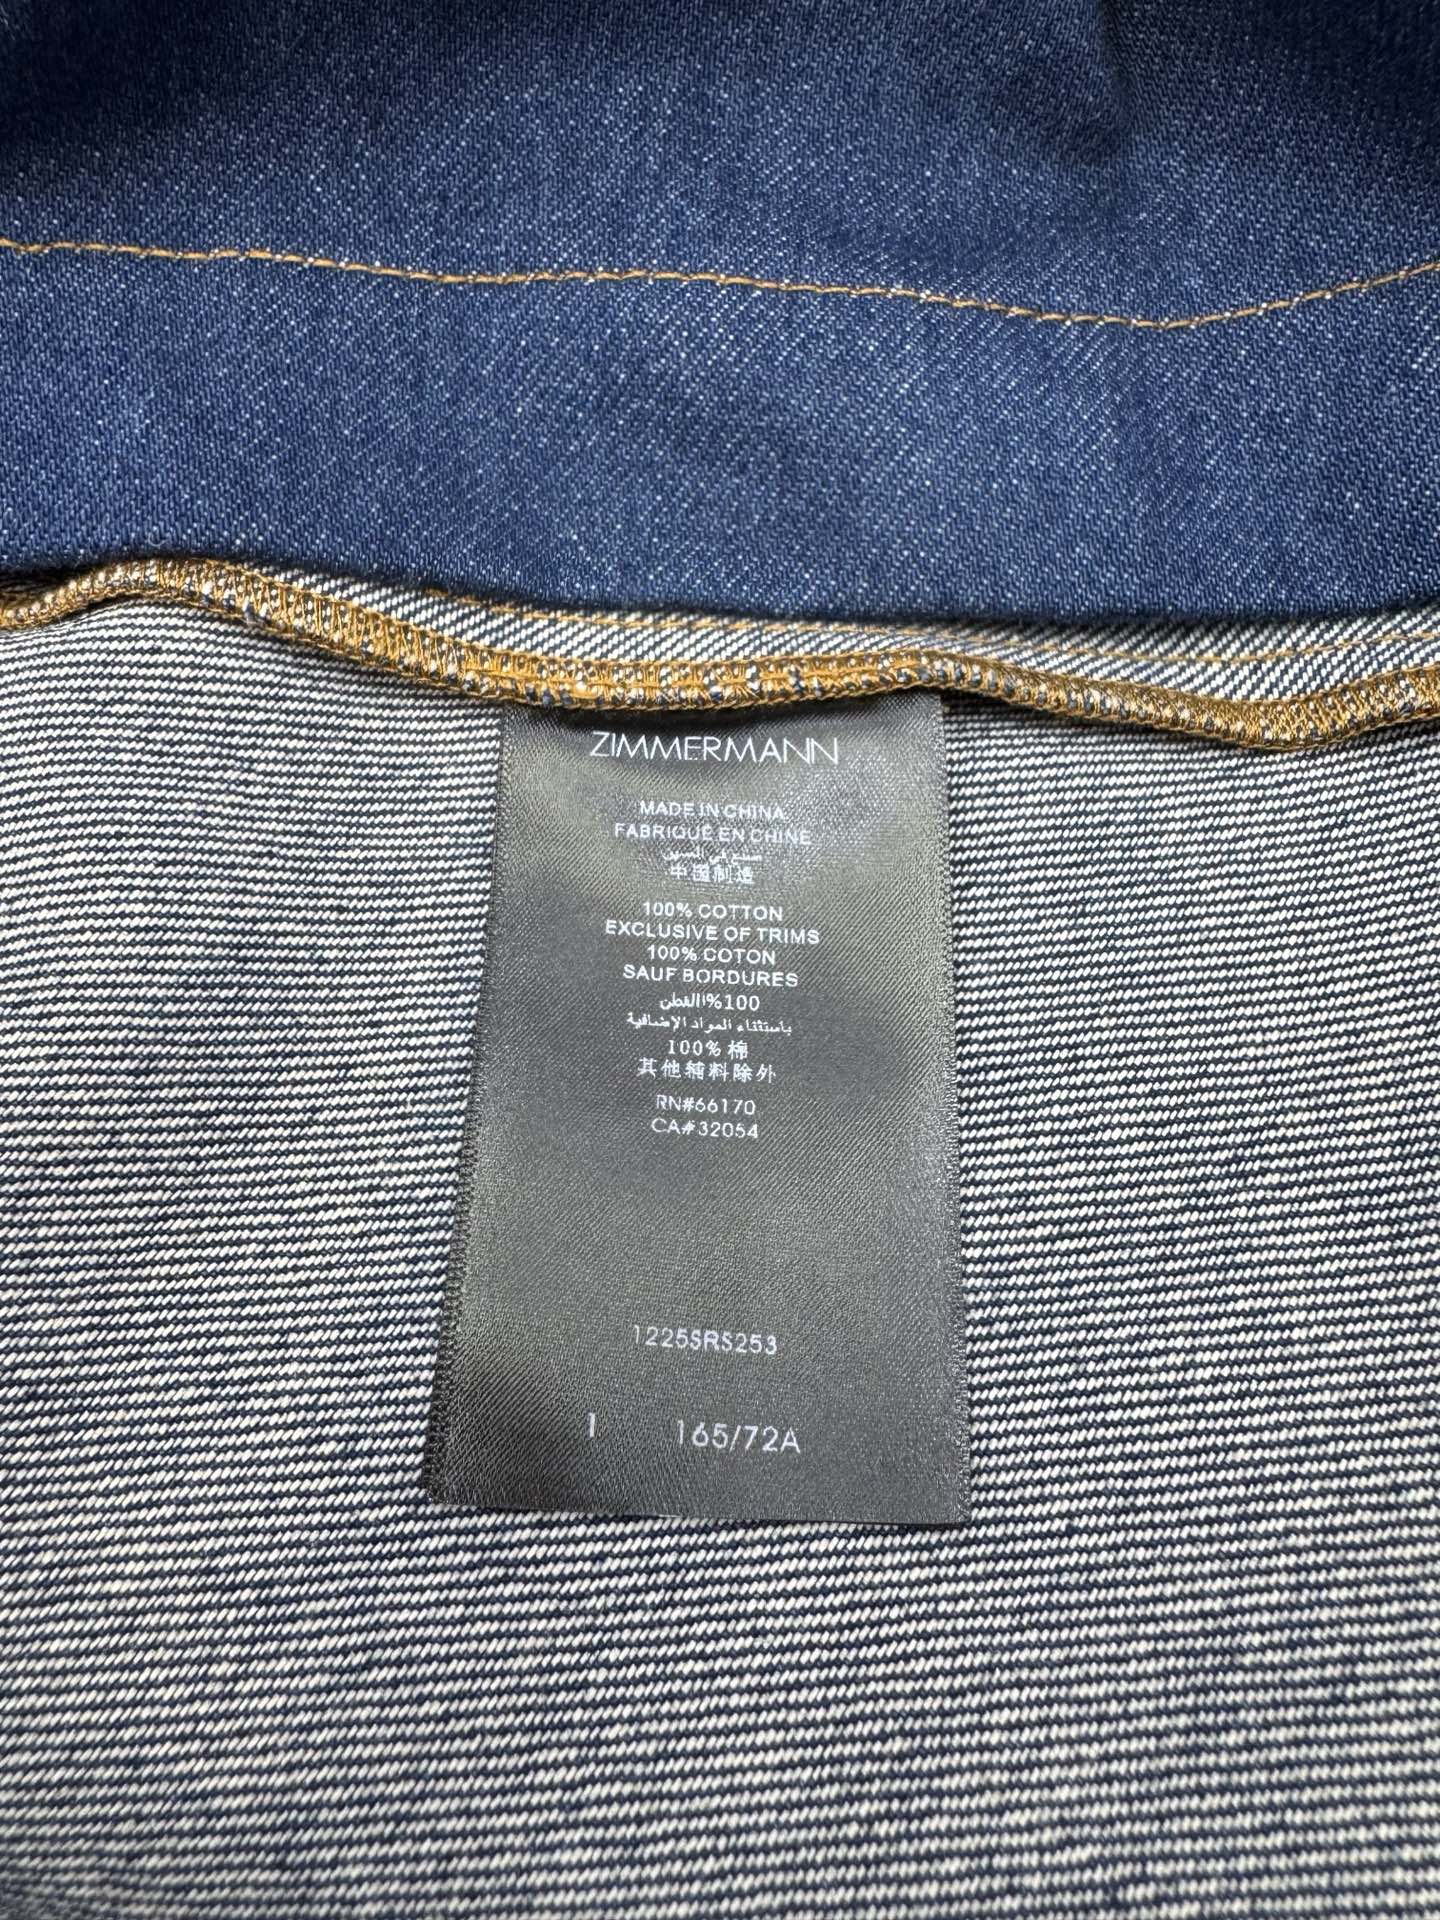 ZIMMERMANN
MADE IN CHINA
FABRIQUÉ EN CHINE
صنع في الصين
中国制造
100% COTTON
EXCLUSIVE OF TRIMS
100% COTON
SAUF BORDURES
100%االقطن
باستثناء المواد الإضافية
100% 棉
其他辅料除外
RN#66170
CA#32054
1225SRS253
1 165/72A